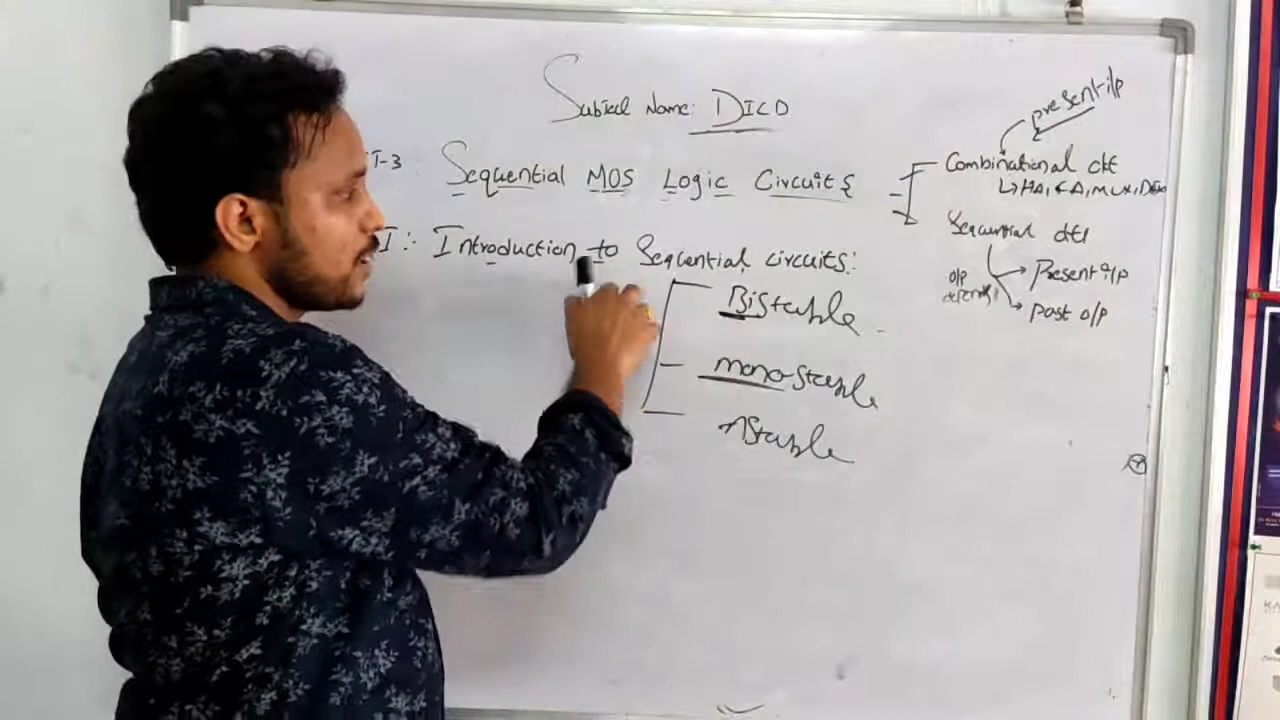 Subject Name: DICD
T-3 Sequential MOS Logic Circuits
I :- Introduction to Sequential circuits:
Bistable
mono-stable
Astable
present i/p
Combinational ckt
↳ HA, FA, MUX, DEM
Sequential ckt
o/p depends
Present i/p
past o/p